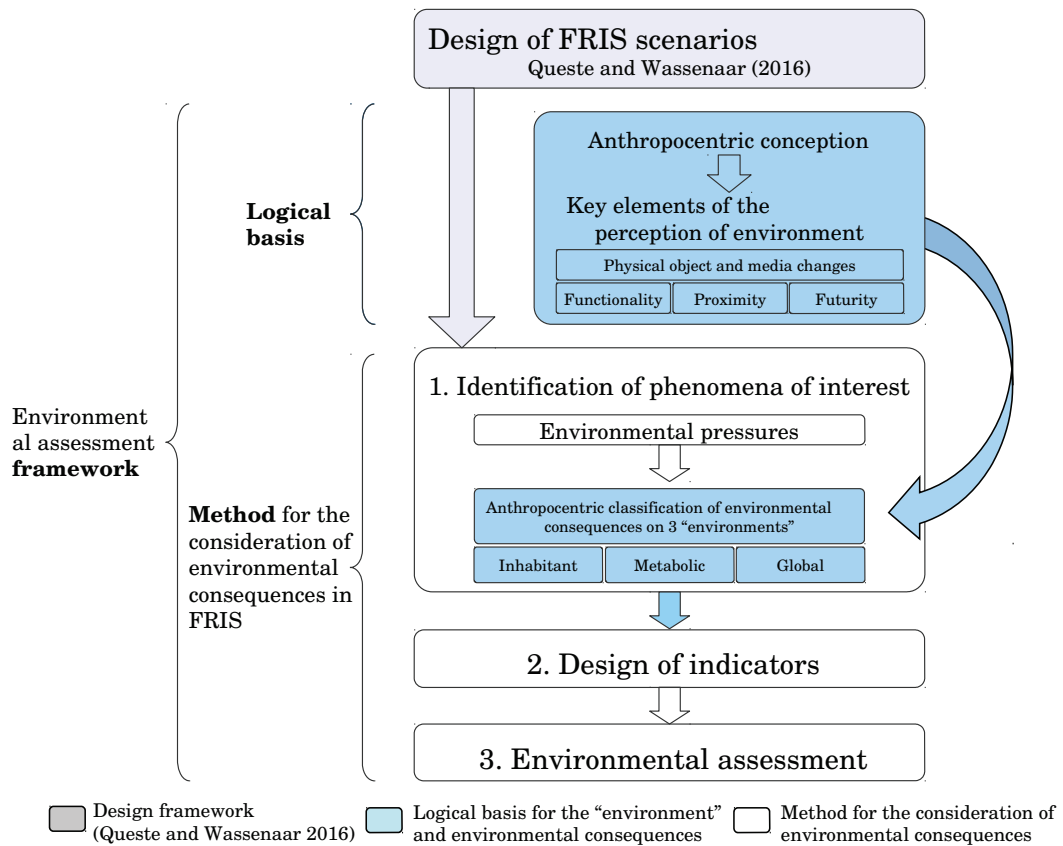 Design of FRIS scenarios
Queste and Wassenaar (2016)
Anthropocentric conception
Key elements of the
perception of environment
Physical object and media changes
Functionality
Proximity
Futurity
Logical
basis
1. Identification of phenomena of interest
Environmental pressures
Anthropocentric classification of environmental
consequences on 3 “environments”
Inhabitant
Metabolic
Global
Environment
al assessment
framework
Method for the
consideration of
environmental
consequences in
FRIS
2. Design of indicators
3. Environmental assessment
Design framework
(Queste and Wassenaar 2016)
Logical basis for the “environment”
and environmental consequences
Method for the consideration of
environmental consequences